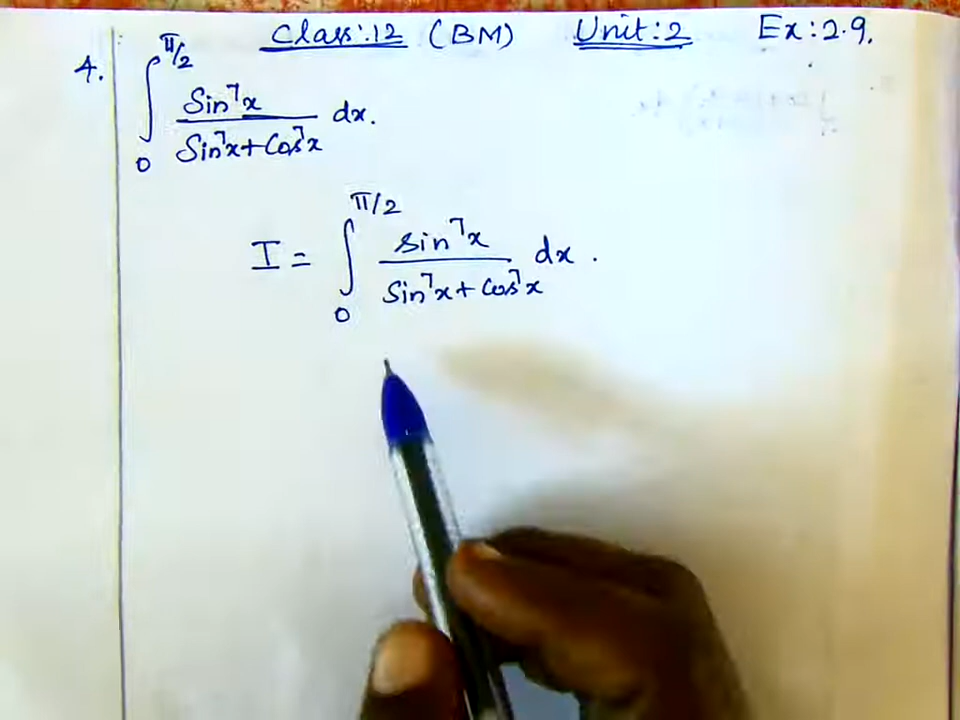 Class:12 (BM) Unit:2 Ex:2.9.
4. ∫₀^{π/2} Sin⁷x / (Sin⁷x+Cos⁷x) dx.
I = ∫₀^{π/2} sin⁷x / (Sin⁷x+Cos⁷x) dx.